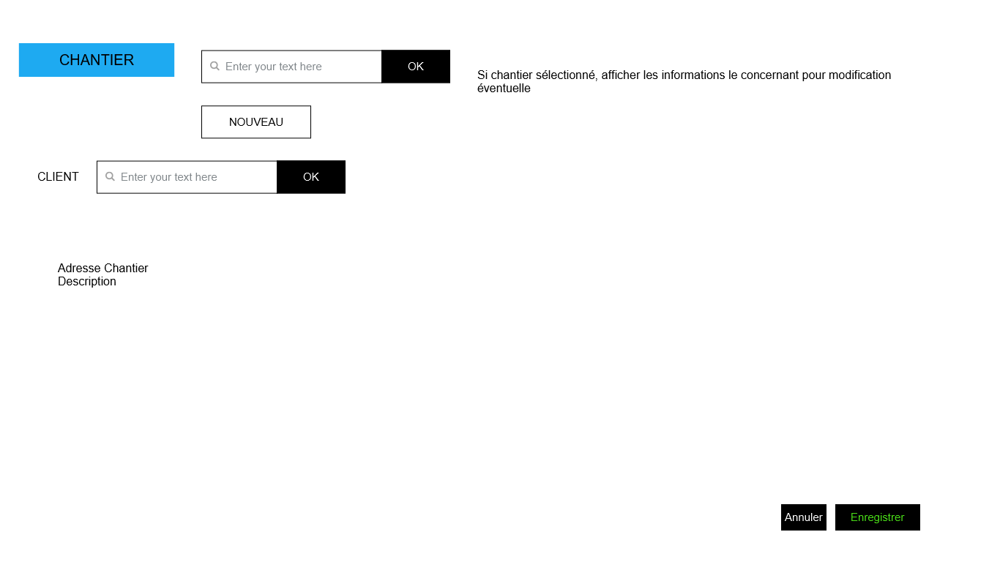 CHANTIER
Enter your text here
OK
Si chantier sélectionné, afficher les informations le concernant pour modification
éventuelle
NOUVEAU
CLIENT
Enter your text here
OK
Adresse Chantier
Description
Annuler
Enregistrer